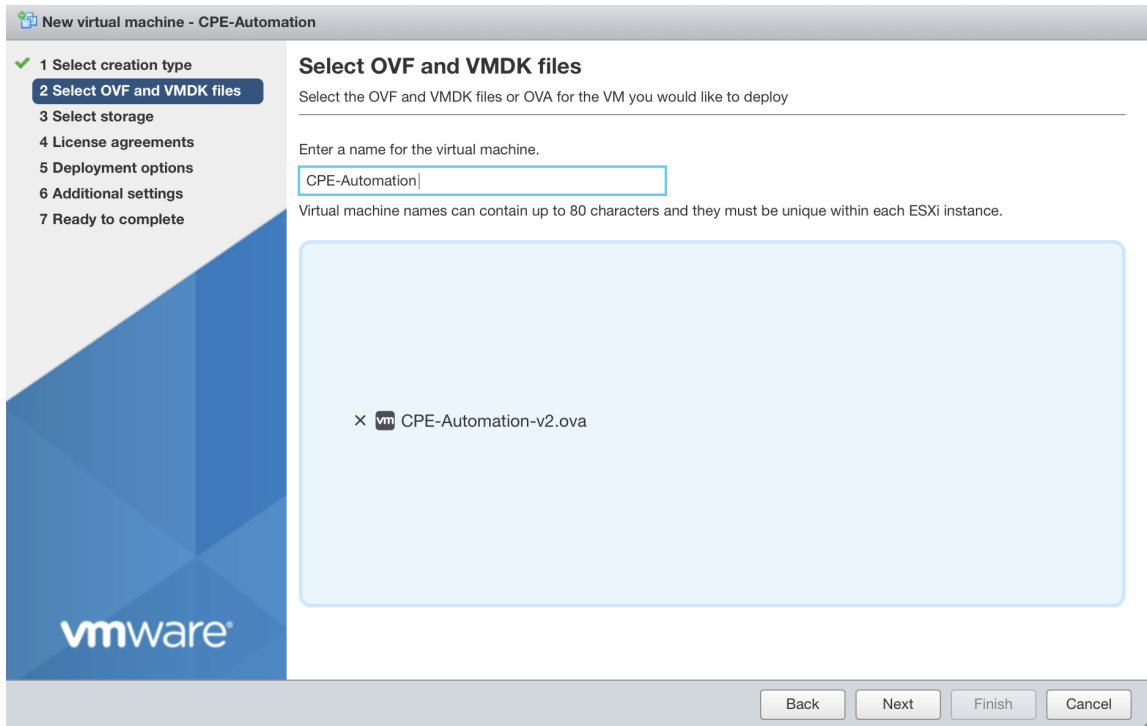 New virtual machine - CPE-Automation
1 Select creation type
2 Select OVF and VMDK files
3 Select storage
4 License agreements
5 Deployment options
6 Additional settings
7 Ready to complete
vmware®
Select OVF and VMDK files
Select the OVF and VMDK files or OVA for the VM you would like to deploy
Enter a name for the virtual machine.
CPE-Automation
Virtual machine names can contain up to 80 characters and they must be unique within each ESXi instance.
× vm CPE-Automation-v2.ova
Back Next Finish Cancel